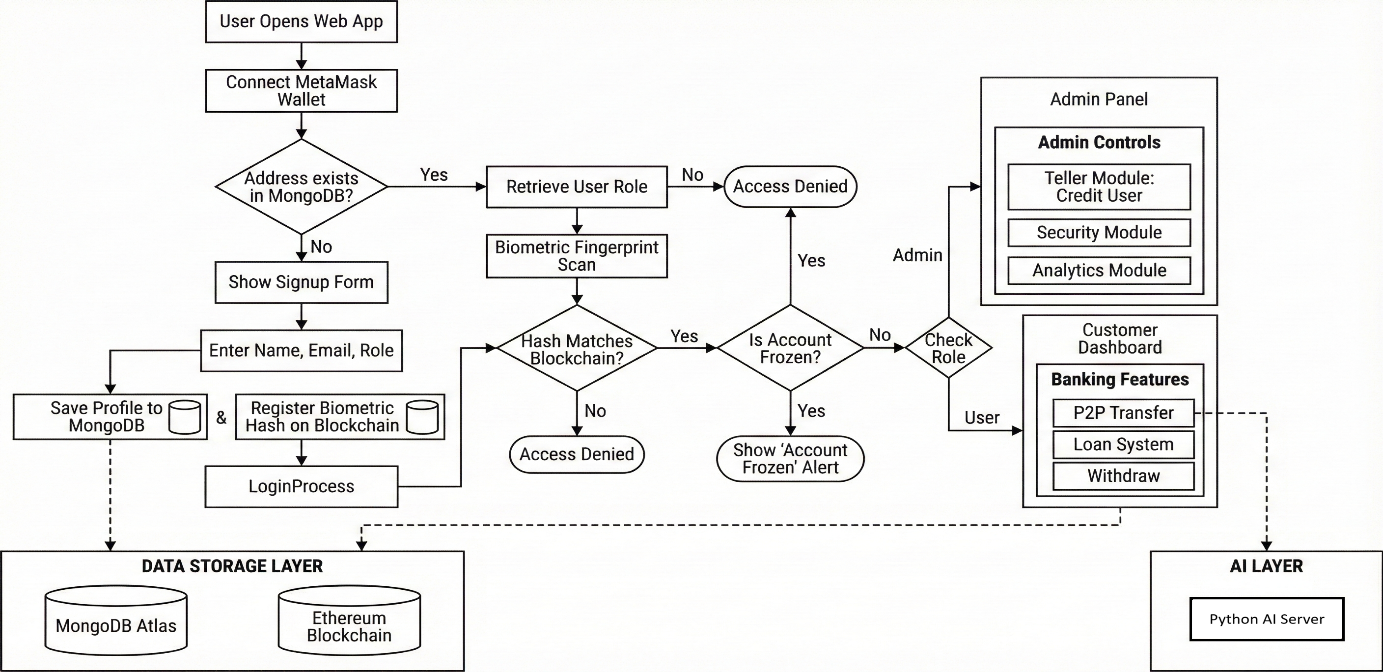 User Opens Web App
Connect MetaMask
Wallet
Address exists
in MongoDB?
Yes
No
Show Signup Form
Enter Name, Email, Role
Save Profile to
MongoDB
&
Register Biometric
Hash on Blockchain
LoginProcess
Retrieve User Role
No
Access Denied
Biometric Fingerprint
Scan
Hash Matches
Blockchain?
Yes
No
Access Denied
Is Account
Frozen?
Yes
Yes
Show ‘Account
Frozen’ Alert
No
Check
Role
Admin
User
Admin Panel
Admin Controls
Teller Module:
Credit User
Security Module
Analytics Module
Customer
Dashboard
Banking Features
P2P Transfer
Loan System
Withdraw
DATA STORAGE LAYER
MongoDB Atlas
Ethereum
Blockchain
AI LAYER
Python AI Server